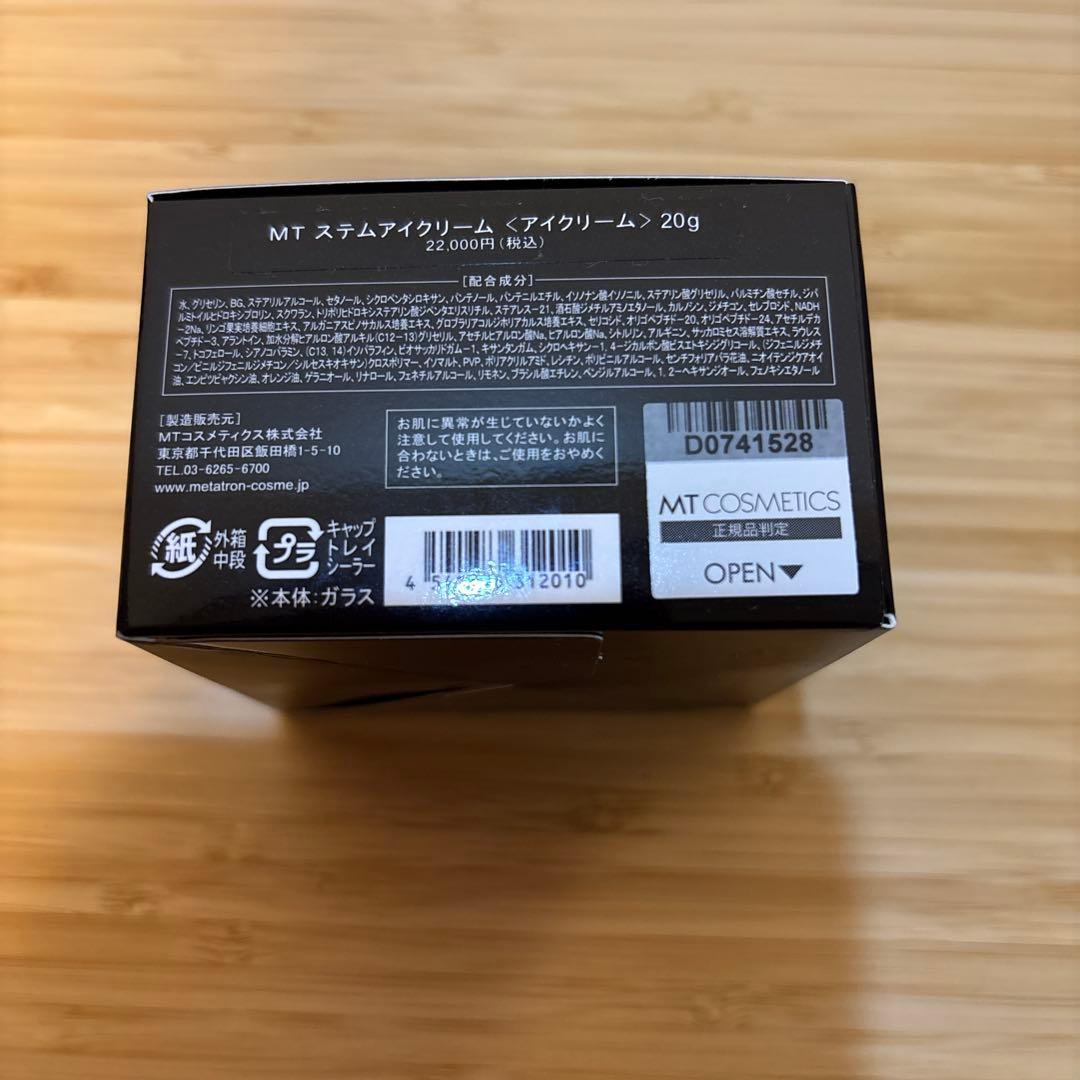 MT ステムアイクリーム 〈アイクリーム〉 20g
22,000円(税込)
[配合成分]
水、グリセリン、BG、ステアリルアルコール、セタノール、シクロペンタシロキサン、パンテノール、パンテニルエチル、イソノナン酸イソノニル、ステアリン酸グリセリル、パルミチン酸セチル、ジパ
ルミトイルヒドロキシプロリン、スクワラン、トリポリヒドロキシステアリン酸ジペンタエリスリチル、ステアレス-21、酒石酸ジメチルアミノエタノール、カルノシン、ジメチコン、セレブロシド、NADH
-2Na、リンゴ果実培養細胞エキス、アルガニアスピノサカルス培養エキス、グロブラリアコルジホリアカルス培養エキス、セリコシド、オリゴペプチド-20、オリゴペプチド-24、アセチルデカ
ペプチド-3、アラントイン、加水分解ヒアルロン酸アルキル(C12-13)グリセリル、アセチルヒアルロン酸Na、ヒアルロン酸Na、シトルリン、アルギニン、サッカロミセス溶解質エキス、ラウレス
-7、トコフェロール、シアノコバラミン、(C13, 14)イソパラフィン、ビオサッカリドガム-1、キサンタンガム、シクロヘキサン-1, 4-ジカルボン酸ビスエトキシジグリコール、(ジフェニルジメチ
コン/ビニルジフェニルジメチコン/シルセスキオキサン)クロスポリマー、イソマルト、PVP、ポリアクリルアミド、レシチン、ポリビニルアルコール、センチフォリアバラ花油、ニオイテンジクアオイ
油、エンピツビャクシン油、オレンジ油、ゲラニオール、リナロール、フェネチルアルコール、リモネン、ブラシル酸エチレン、ベンジルアルコール、1, 2-ヘキサンジオール、フェノキシエタノール
[製造販売元]
MTコスメティクス株式会社
東京都千代田区飯田橋1-5-10
TEL.03-6265-6700
www.metatron-cosme.jp
お肌に異常が生じていないかよく
注意して使用してください。お肌に
合わないときは、ご使用をおやめく
ださい。
D0741528
MT COSMETICS
正規品判定
OPEN▼
紙 外箱
中段
プラ キャップ
トレイ
シーラー
※本体：ガラス
312010